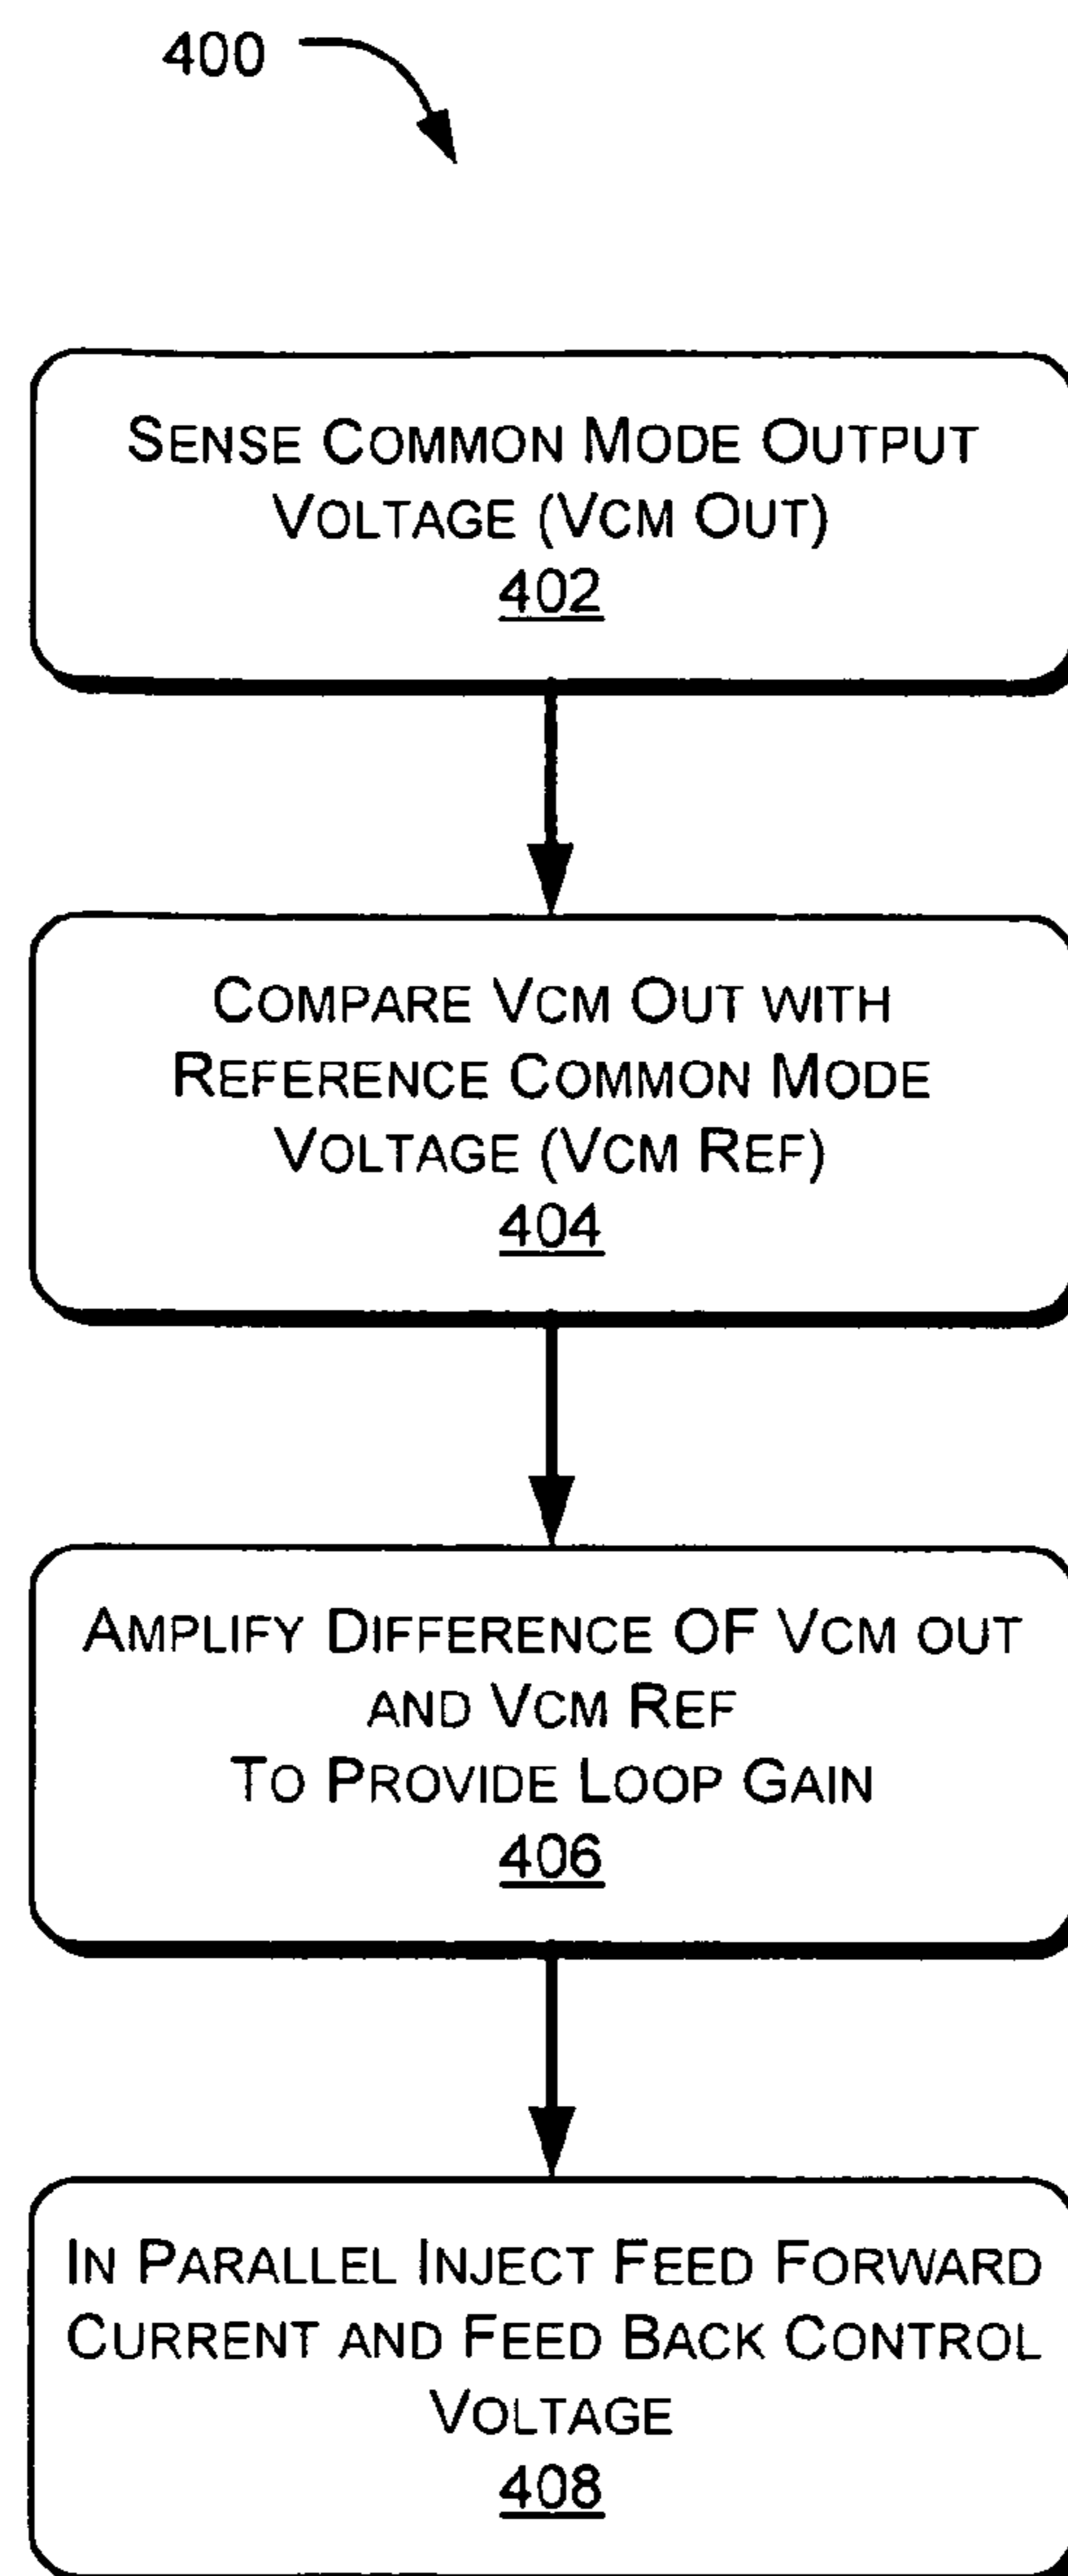 400
SENSE COMMON MODE OUTPUT
VOLTAGE (VCM OUT)
402
COMPARE VCM OUT WITH
REFERENCE COMMON MODE
VOLTAGE (VCM REF)
404
AMPLIFY DIFFERENCE OF VCM OUT
AND VCM REF
TO PROVIDE LOOP GAIN
406
IN PARALLEL INJECT FEED FORWARD
CURRENT AND FEED BACK CONTROL
VOLTAGE
408